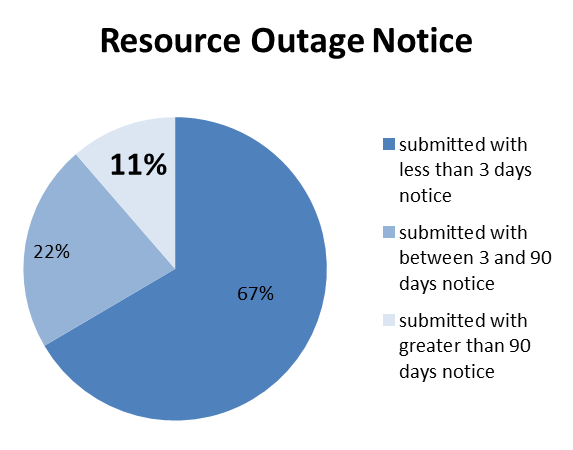 Resource Outage Notice
11%
22%
67%
submitted with
less than 3 days
notice
submitted with
between 3 and 90
days notice
submitted with
greater than 90
days notice